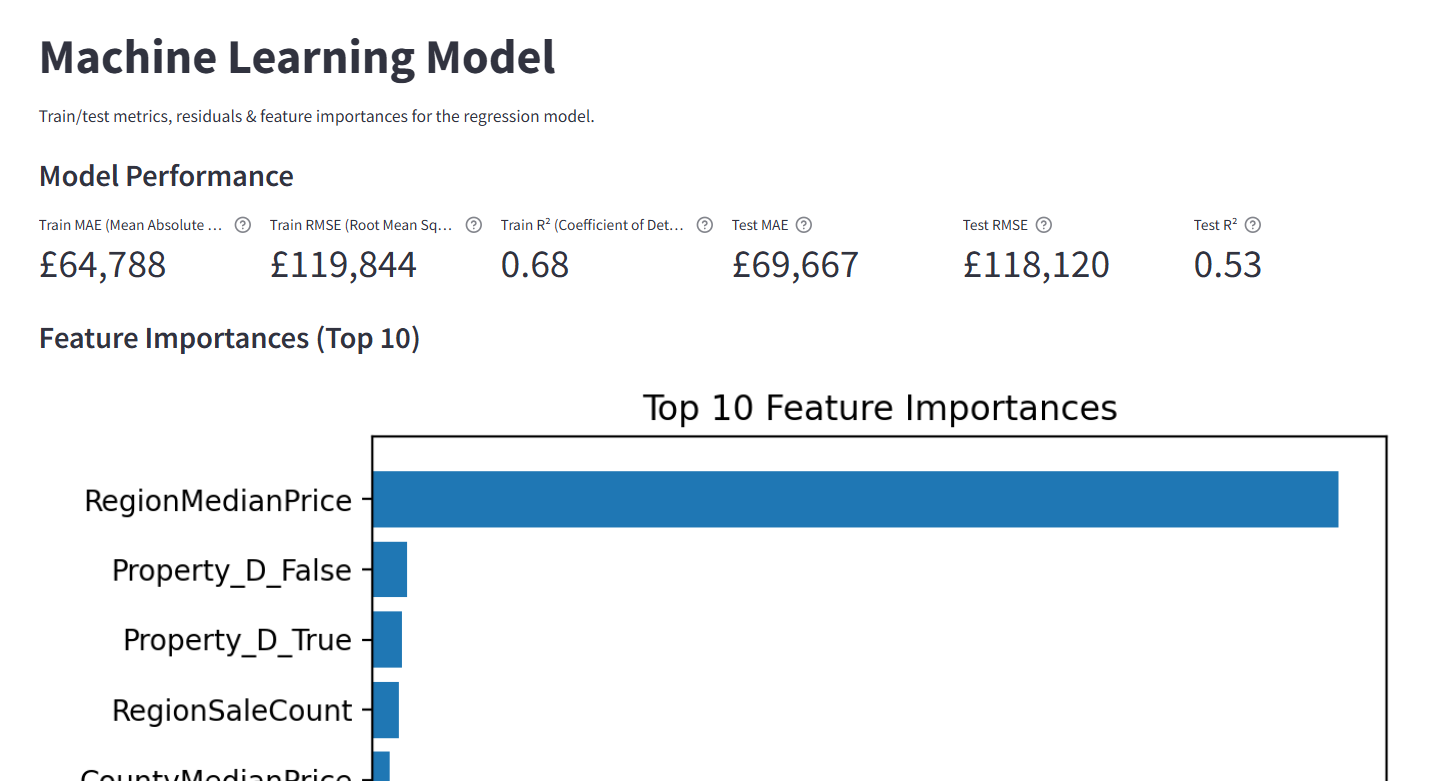 Machine Learning Model
Train/test metrics, residuals & feature importances for the regression model.
Model Performance
Train MAE (Mean Absolute ...
£64,788
Train RMSE (Root Mean Sq...
£119,844
Train R² (Coefficient of Det...
0.68
Test MAE
£69,667
Test RMSE
£118,120
Test R²
0.53
Feature Importances (Top 10)
Top 10 Feature Importances
RegionMedianPrice
Property_D_False
Property_D_True
RegionSaleCount
CountyMedianPrice